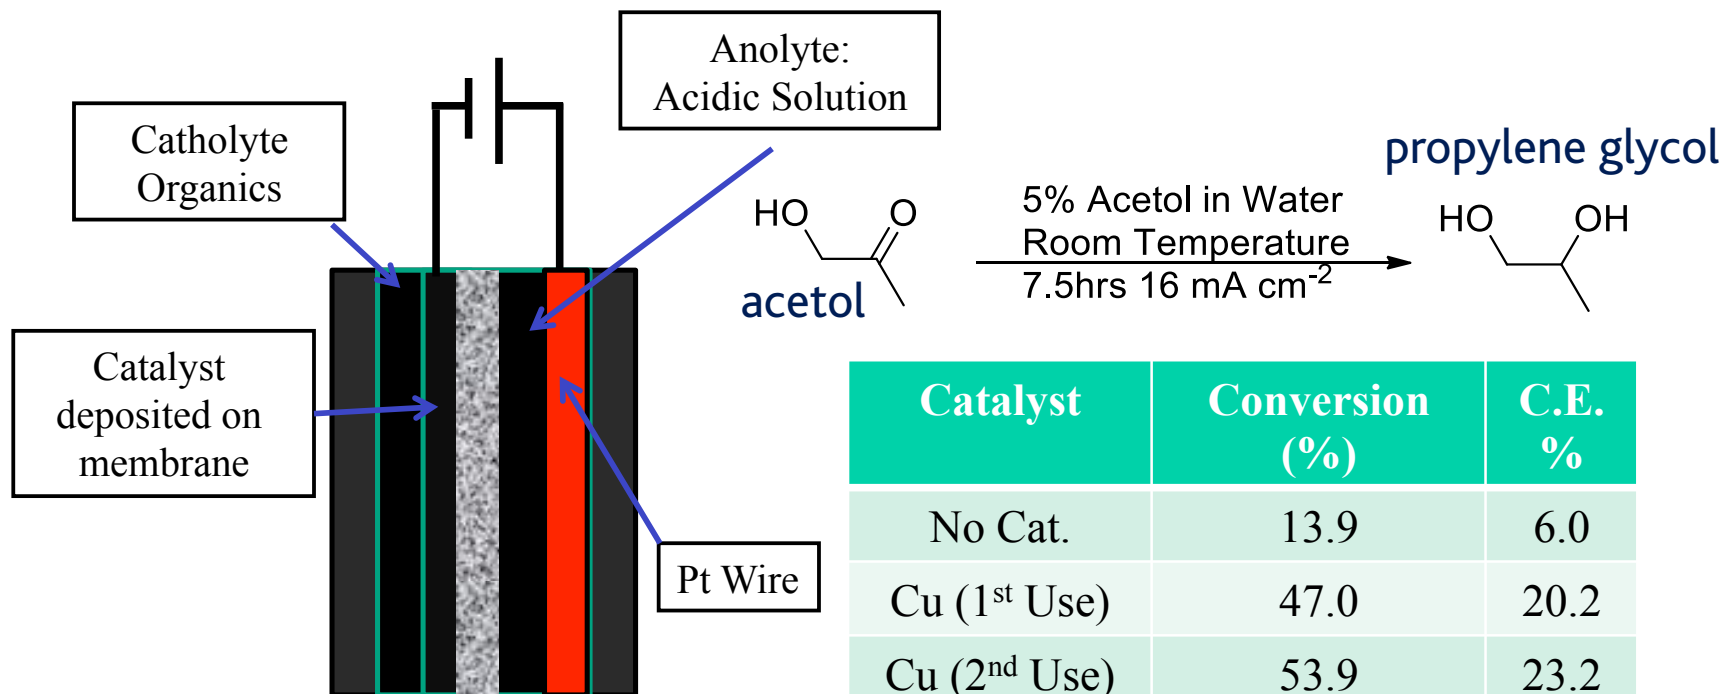 Anolyte:
Acidic Solution
Catholyte
Organics
Catalyst
deposited on
membrane
Pt Wire
propylene glycol
HO
O
acetol
5% Acetol in Water
Room Temperature
7.5hrs 16 mA cm⁻²
HO
OH
Catalyst
Conversion
(%)
C.E.
%
No Cat.
13.9
6.0
Cu (1ˢᵗ Use)
47.0
20.2
Cu (2ⁿᵈ Use)
53.9
23.2